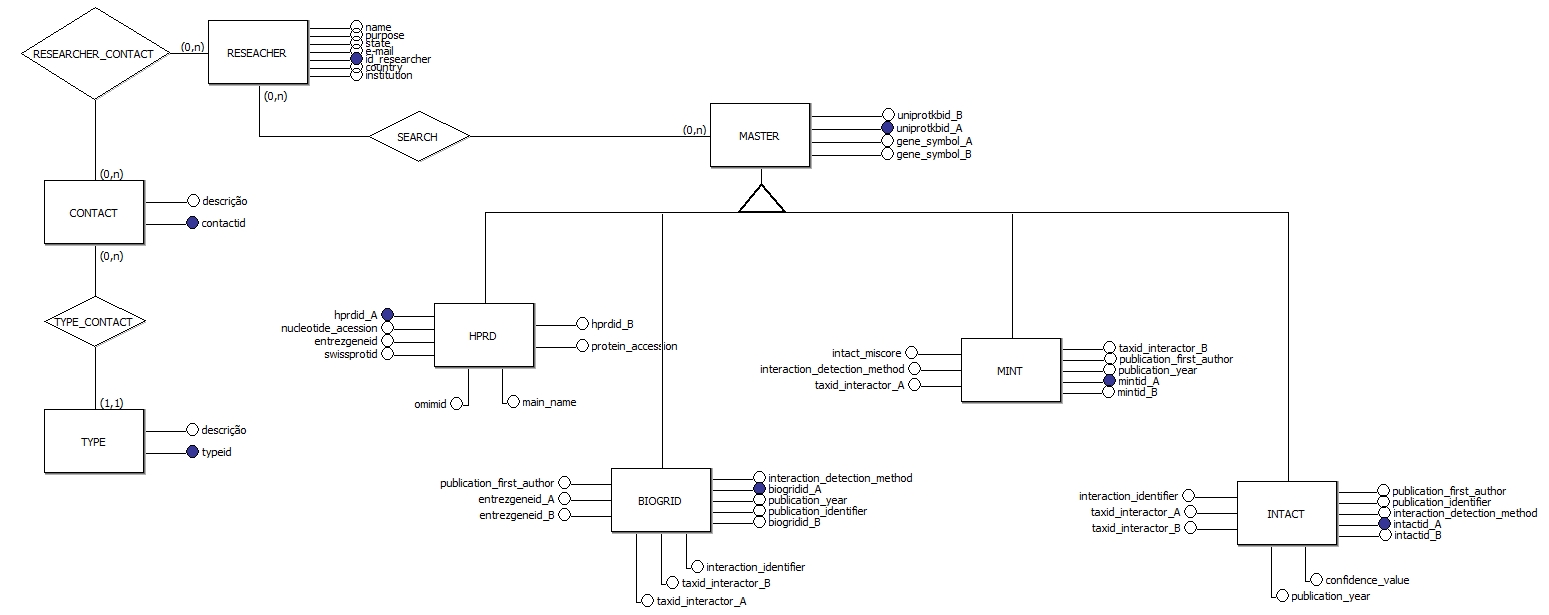 RESEARCHER_CONTACT
(0,n)
RESEACHER
name
purpose
state
e-mail
id_researcher
country
institution
(0,n)
SEARCH
(0,n)
MASTER
uniprotkbid_B
uniprotkbid_A
gene_symbol_A
gene_symbol_B
(0,n)
CONTACT
descrição
contactid
(0,n)
TYPE_CONTACT
(1,1)
TYPE
descrição
typeid
hprdid_A
nucleotide_acession
entrezgeneid
swissprotid
HPRD
hprdid_B
protein_accession
omimid
main_name
intact_miscore
interaction_detection_method
taxid_interactor_A
MINT
taxid_interactor_B
publication_first_author
publication_year
mintid_A
mintid_B
publication_first_author
entrezgeneid_A
entrezgeneid_B
BIOGRID
interaction_detection_method
biogridid_A
publication_year
publication_identifier
biogridid_B
interaction_identifier
taxid_interactor_B
taxid_interactor_A
interaction_identifier
taxid_interactor_A
taxid_interactor_B
INTACT
publication_first_author
publication_identifier
interaction_detection_method
intactid_A
intactid_B
confidence_value
publication_year